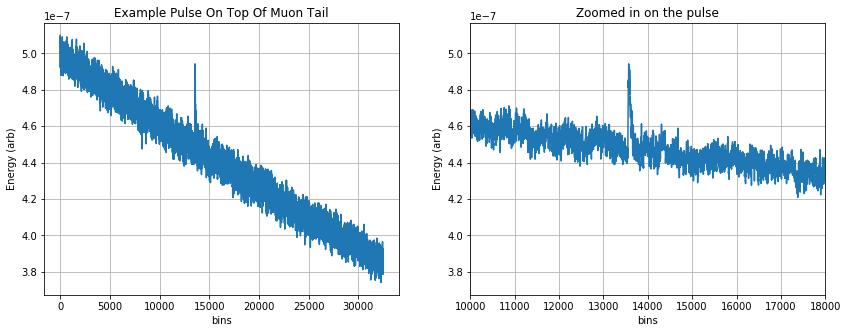 Example Pulse On Top Of Muon Tail
1e−7
5.0
4.8
4.6
4.4
4.2
4.0
3.8
Energy (arb)
0 5000 10000 15000 20000 25000 30000
bins
Zoomed in on the pulse
1e−7
5.0
4.8
4.6
4.4
4.2
4.0
3.8
Energy (arb)
10000 11000 12000 13000 14000 15000 16000 17000 18000
bins